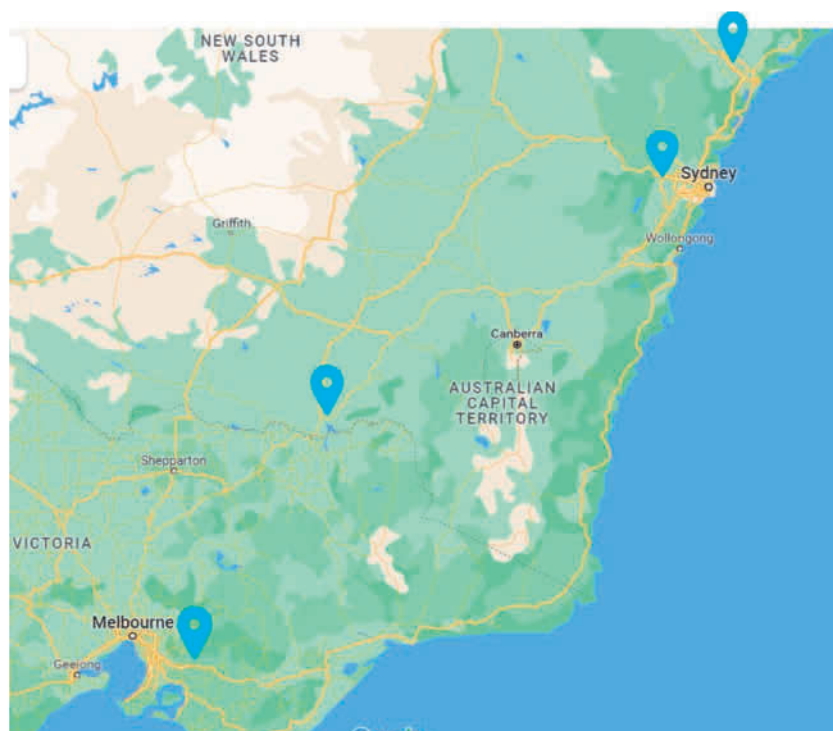 NEW SOUTH
WALES
Sydney
Griffith
Wollongong
Canberra
AUSTRALIAN
CAPITAL
TERRITORY
Shepparton
VICTORIA
Melbourne
Geelong